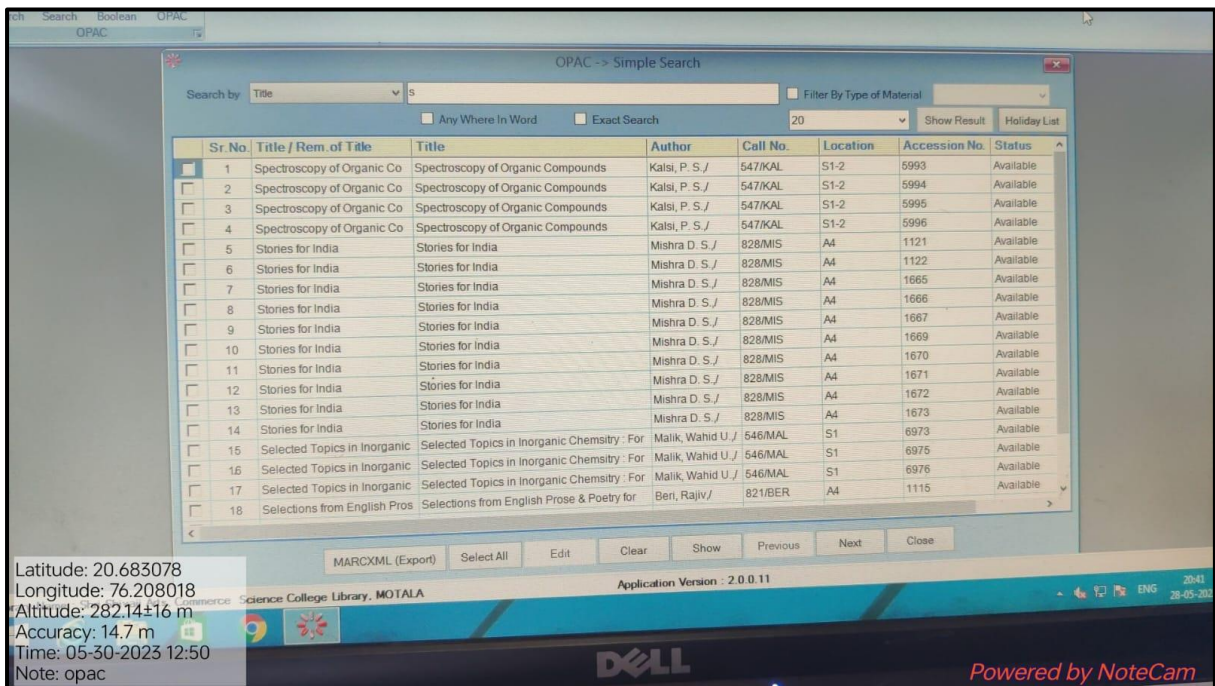 rch Search Boolean OPAC
OPAC
OPAC -> Simple Search
Search by Title s Filter By Type of Material
Any Where In Word Exact Search 20 Show Result Holiday List
Sr.No. Title / Rem.of Title Title Author Call No. Location Accession No. Status
1 Spectroscopy of Organic Co Spectroscopy of Organic Compounds Kalsi, P. S./ 547/KAL S1-2 5993 Available
2 Spectroscopy of Organic Co Spectroscopy of Organic Compounds Kalsi, P. S./ 547/KAL S1-2 5994 Available
3 Spectroscopy of Organic Co Spectroscopy of Organic Compounds Kalsi, P. S./ 547/KAL S1-2 5995 Available
4 Spectroscopy of Organic Co Spectroscopy of Organic Compounds Kalsi, P. S./ 547/KAL S1-2 5996 Available
5 Stories for India Stories for India Mishra D. S./ 828/MIS A4 1121 Available
6 Stories for India Stories for India Mishra D. S./ 828/MIS A4 1122 Available
7 Stories for India Stories for India Mishra D. S./ 828/MIS A4 1665 Available
8 Stories for India Stories for India Mishra D. S./ 828/MIS A4 1666 Available
9 Stories for India Stories for India Mishra D. S./ 828/MIS A4 1667 Available
10 Stories for India Stories for India Mishra D. S./ 828/MIS A4 1669 Available
11 Stories for India Stories for India Mishra D. S./ 828/MIS A4 1670 Available
12 Stories for India Stories for India Mishra D. S./ 828/MIS A4 1671 Available
13 Stories for India Stories for India Mishra D. S./ 828/MIS A4 1672 Available
14 Stories for India Stories for India Mishra D. S./ 828/MIS A4 1673 Available
15 Selected Topics in Inorganic Selected Topics in Inorganic Chemsitry : For Malik, Wahid U./ 546/MAL S1 6973 Available
16 Selected Topics in Inorganic Selected Topics in Inorganic Chemsitry : For Malik, Wahid U./ 546/MAL S1 6975 Available
17 Selected Topics in Inorganic Selected Topics in Inorganic Chemsitry : For Malik, Wahid U./ 546/MAL S1 6976 Available
18 Selections from English Pros Selections from English Prose & Poetry for Beri, Rajiv,/ 821/BER A4 1115 Available
MARCXML (Export) Select All Edit Clear Show Previous Next Close
Application Version : 2.0.0.11
Commerce Science College Library, MOTALA
ENG 20:41
28-05-202
Latitude: 20.683078
Longitude: 76.208018
Altitude: 282.14±16 m
Accuracy: 14.7 m
Time: 05-30-2023 12:50
Note: opac
DELL
Powered by NoteCam